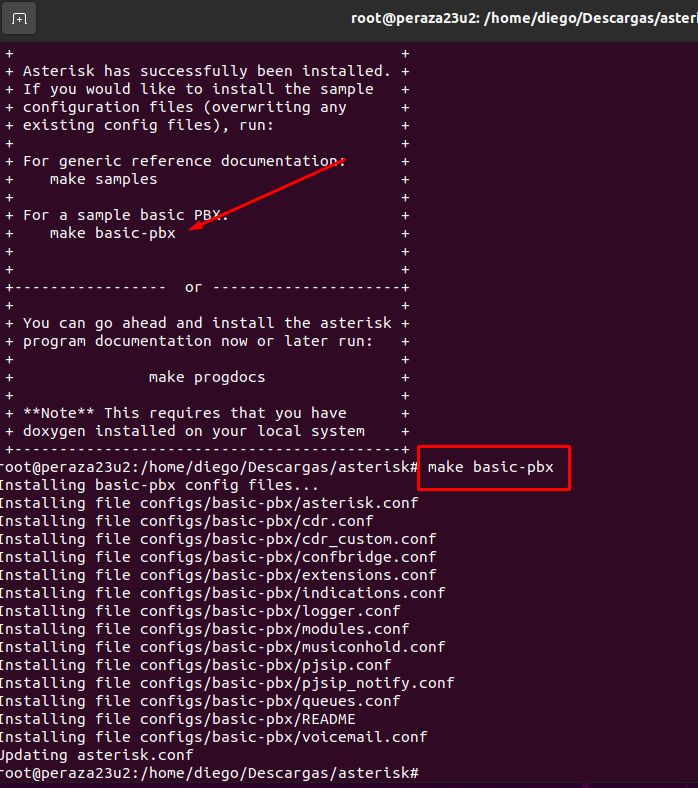 root@peraza23u2: /home/diego/Descargas/asteri
+ +
+ Asterisk has successfully been installed. +
+ If you would like to install the sample +
+ configuration files (overwriting any +
+ existing config files), run: +
+ +
+ For generic reference documentation: +
+ make samples +
+ +
+ For a sample basic PBX: +
+ make basic-pbx +
+ +
+ +
+----------------- or ---------------------+
+ +
+ You can go ahead and install the asterisk +
+ program documentation now or later run: +
+ +
+ make progdocs +
+ +
+ **Note** This requires that you have +
+ doxygen installed on your local system +
+-------------------------------------------+
root@peraza23u2:/home/diego/Descargas/asterisk# make basic-pbx
Installing basic-pbx config files...
Installing file configs/basic-pbx/asterisk.conf
Installing file configs/basic-pbx/cdr.conf
Installing file configs/basic-pbx/cdr_custom.conf
Installing file configs/basic-pbx/confbridge.conf
Installing file configs/basic-pbx/extensions.conf
Installing file configs/basic-pbx/indications.conf
Installing file configs/basic-pbx/logger.conf
Installing file configs/basic-pbx/modules.conf
Installing file configs/basic-pbx/musiconhold.conf
Installing file configs/basic-pbx/pjsip.conf
Installing file configs/basic-pbx/pjsip_notify.conf
Installing file configs/basic-pbx/queues.conf
Installing file configs/basic-pbx/README
Installing file configs/basic-pbx/voicemail.conf
Updating asterisk.conf
root@peraza23u2:/home/diego/Descargas/asterisk#